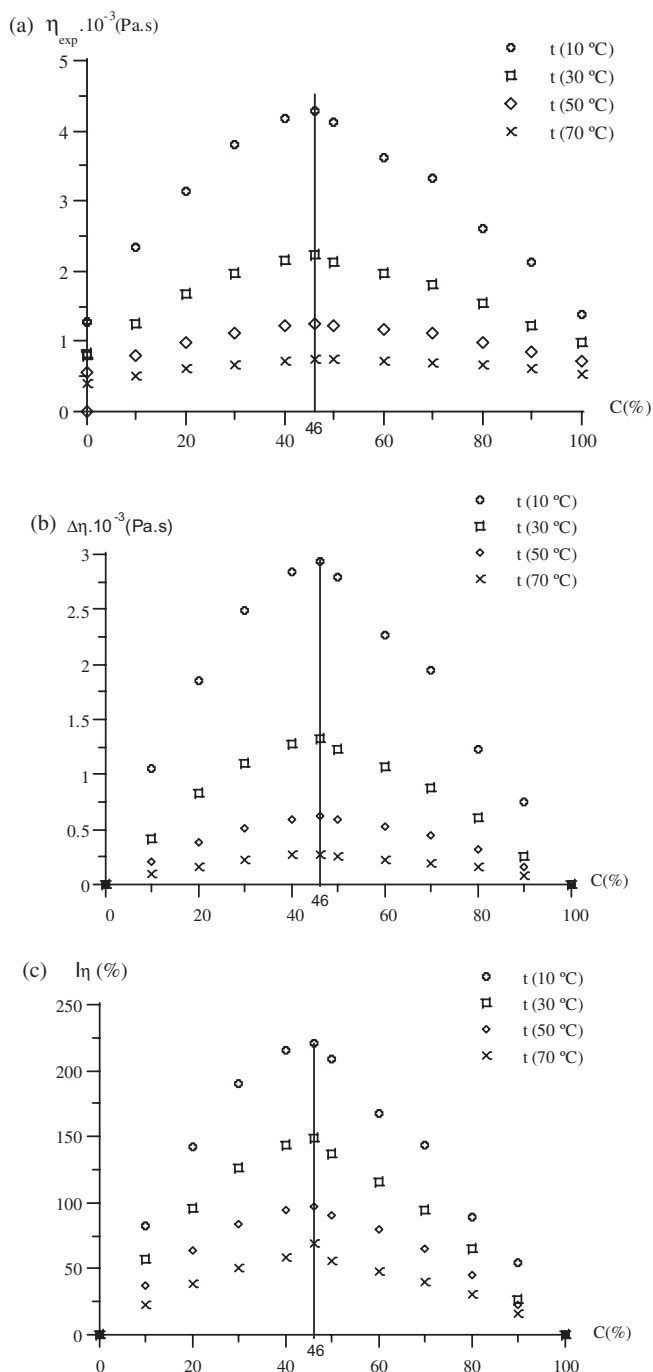 (a) η exp .10⁻³(Pa.s)
t (10 ºC)
t (30 ºC)
t (50 ºC)
t (70 ºC)
5
4
3
2
1
0
C(%)
0 20 40 46 60 80 100
(b) Δη.10⁻³(Pa.s)
t (10 ºC)
t (30 ºC)
t (50 ºC)
t (70 ºC)
3
2.5
2
1.5
1
0.5
0
C(%)
0 20 40 46 60 80 100
(c) Iη (%)
t (10 ºC)
t (30 ºC)
t (50 ºC)
t (70 ºC)
250
200
150
100
50
0
C(%)
0 20 40 46 60 80 100